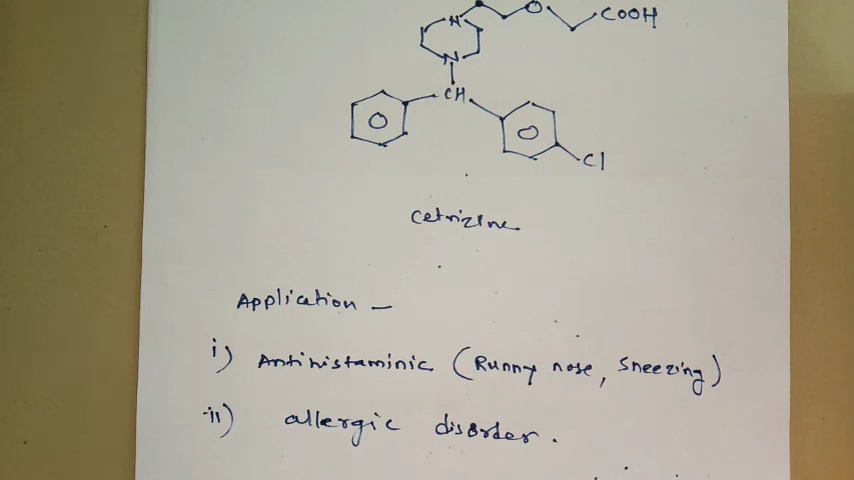 N O COOH
N
CH
Cl
Cetrizine
Application —
i) Antihistaminic (Runny nose, Sneezing)
ii) allergic disorder.